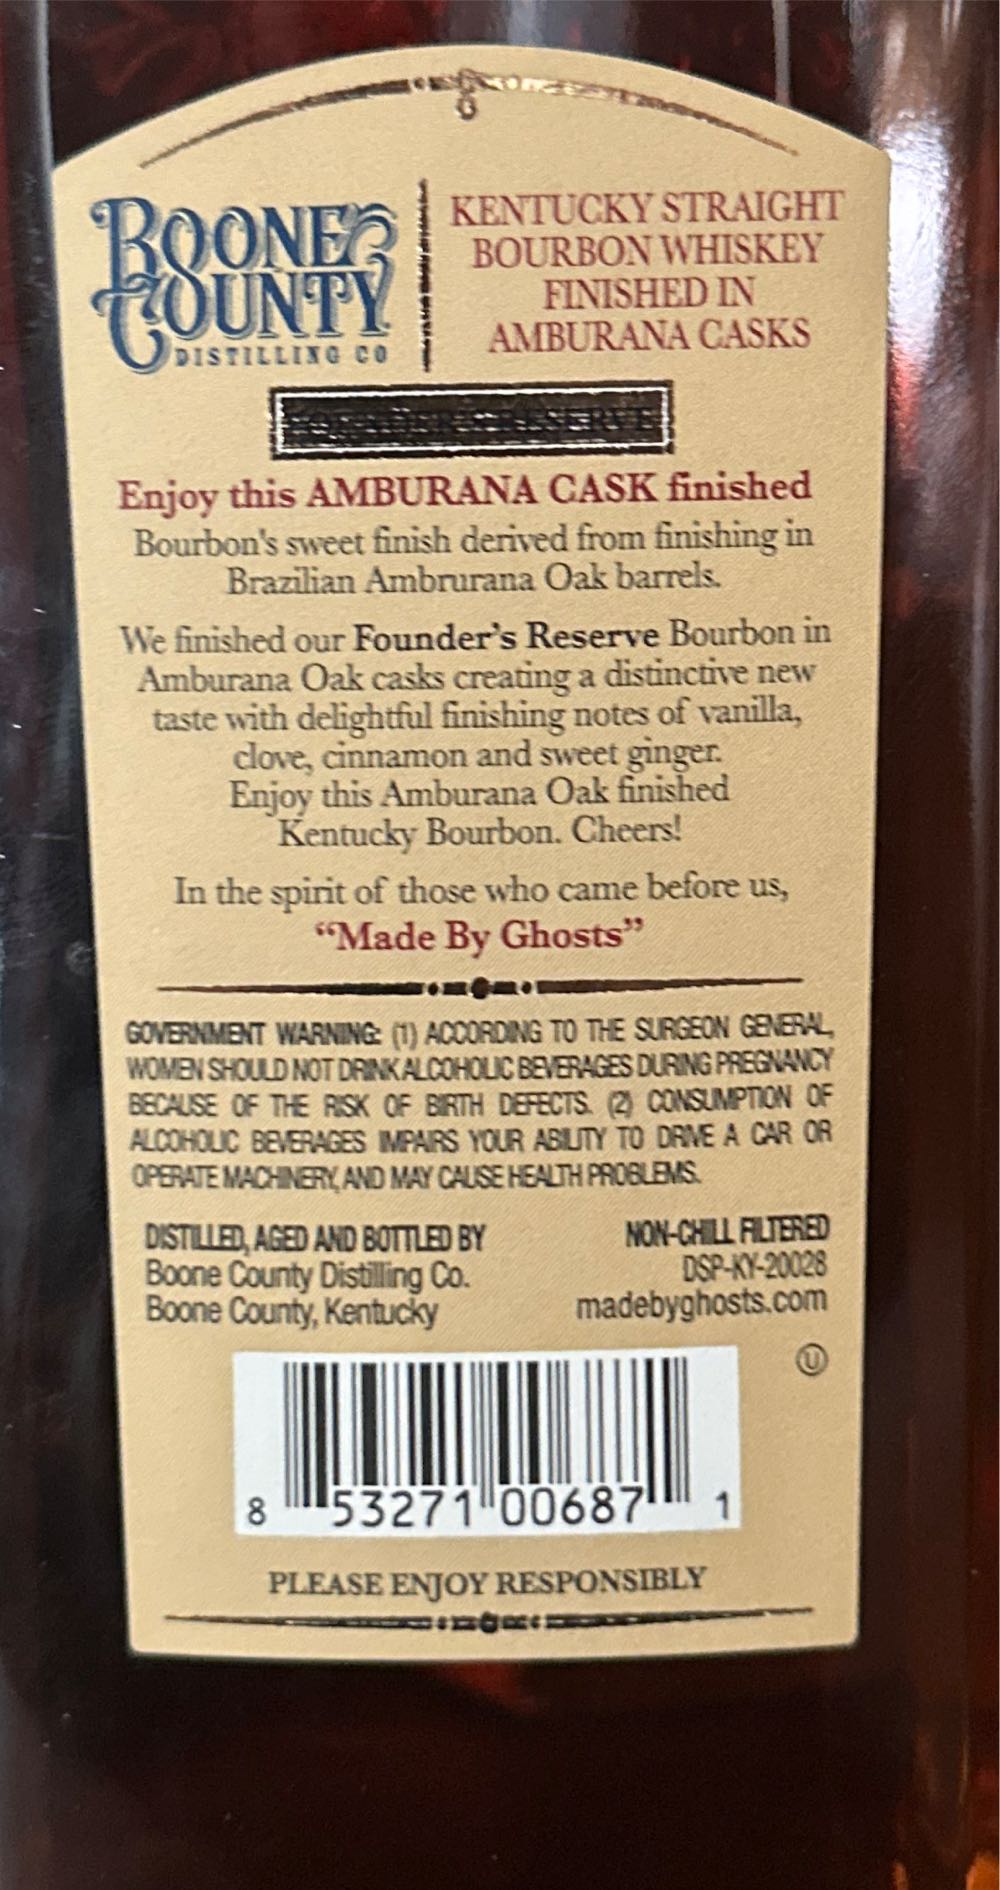 BOONE COUNTY
DISTILLING CO
KENTUCKY STRAIGHT
BOURBON WHISKEY
FINISHED IN
AMBURANA CASKS
FOUNDER'S RESERVE
Enjoy this AMBURANA CASK finished
Bourbon's sweet finish derived from finishing in
Brazilian Ambrurana Oak barrels.
We finished our Founder's Reserve Bourbon in
Amburana Oak casks creating a distinctive new
taste with delightful finishing notes of vanilla,
clove, cinnamon and sweet ginger.
Enjoy this Amburana Oak finished
Kentucky Bourbon. Cheers!
In the spirit of those who came before us,
“Made By Ghosts”
GOVERNMENT WARNING: (1) ACCORDING TO THE SURGEON GENERAL,
WOMEN SHOULD NOT DRINK ALCOHOLIC BEVERAGES DURING PREGNANCY
BECAUSE OF THE RISK OF BIRTH DEFECTS. (2) CONSUMPTION OF
ALCOHOLIC BEVERAGES IMPAIRS YOUR ABILITY TO DRIVE A CAR OR
OPERATE MACHINERY, AND MAY CAUSE HEALTH PROBLEMS.
DISTILLED, AGED AND BOTTLED BY
Boone County Distilling Co.
Boone County, Kentucky
NON-CHILL FILTERED
DSP-KY-20028
madebyghosts.com
U
8 53271 00687 1
PLEASE ENJOY RESPONSIBLY